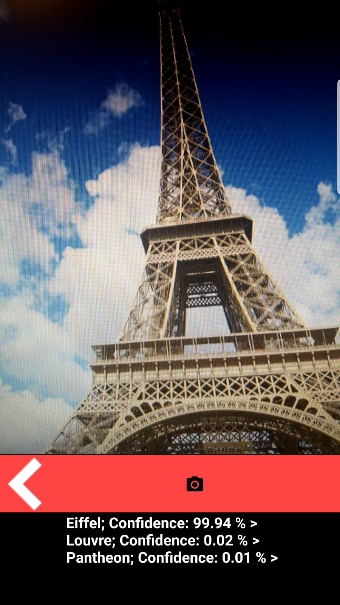 Eiffel; Confidence: 99.94 % >
Louvre; Confidence: 0.02 % >
Pantheon; Confidence: 0.01 % >